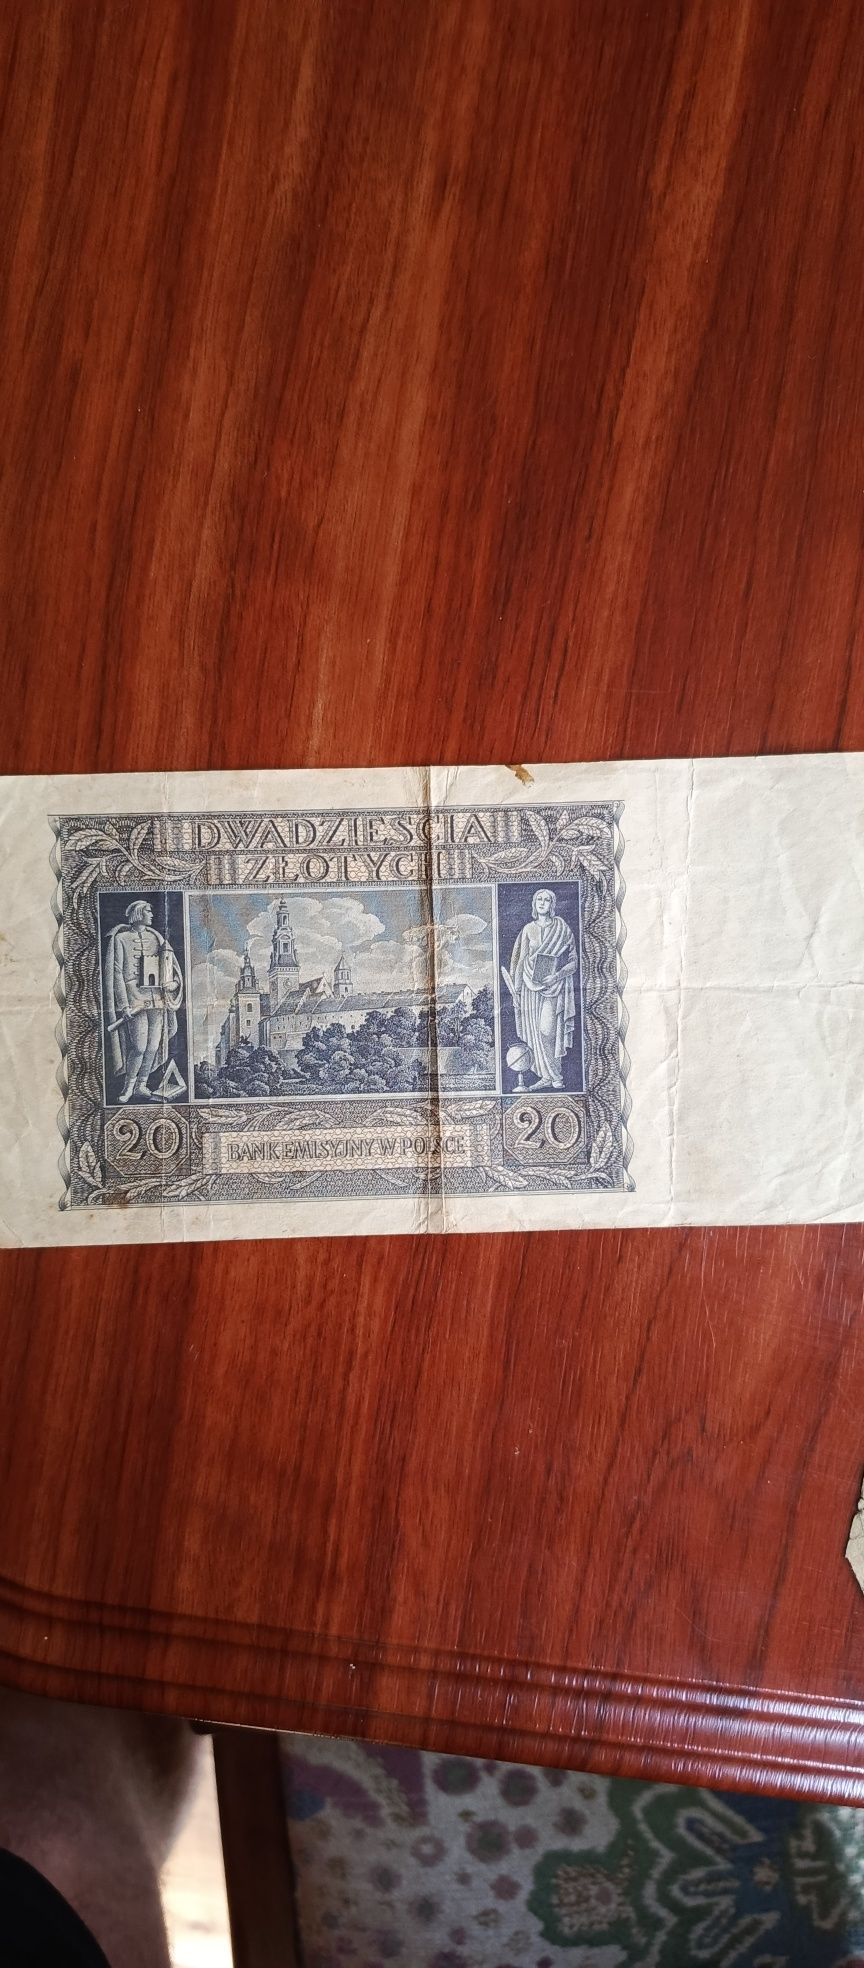 DWADZIEŚCIA
ZŁOTYCH
20
20
BANK EMISYJNY W POLSCE